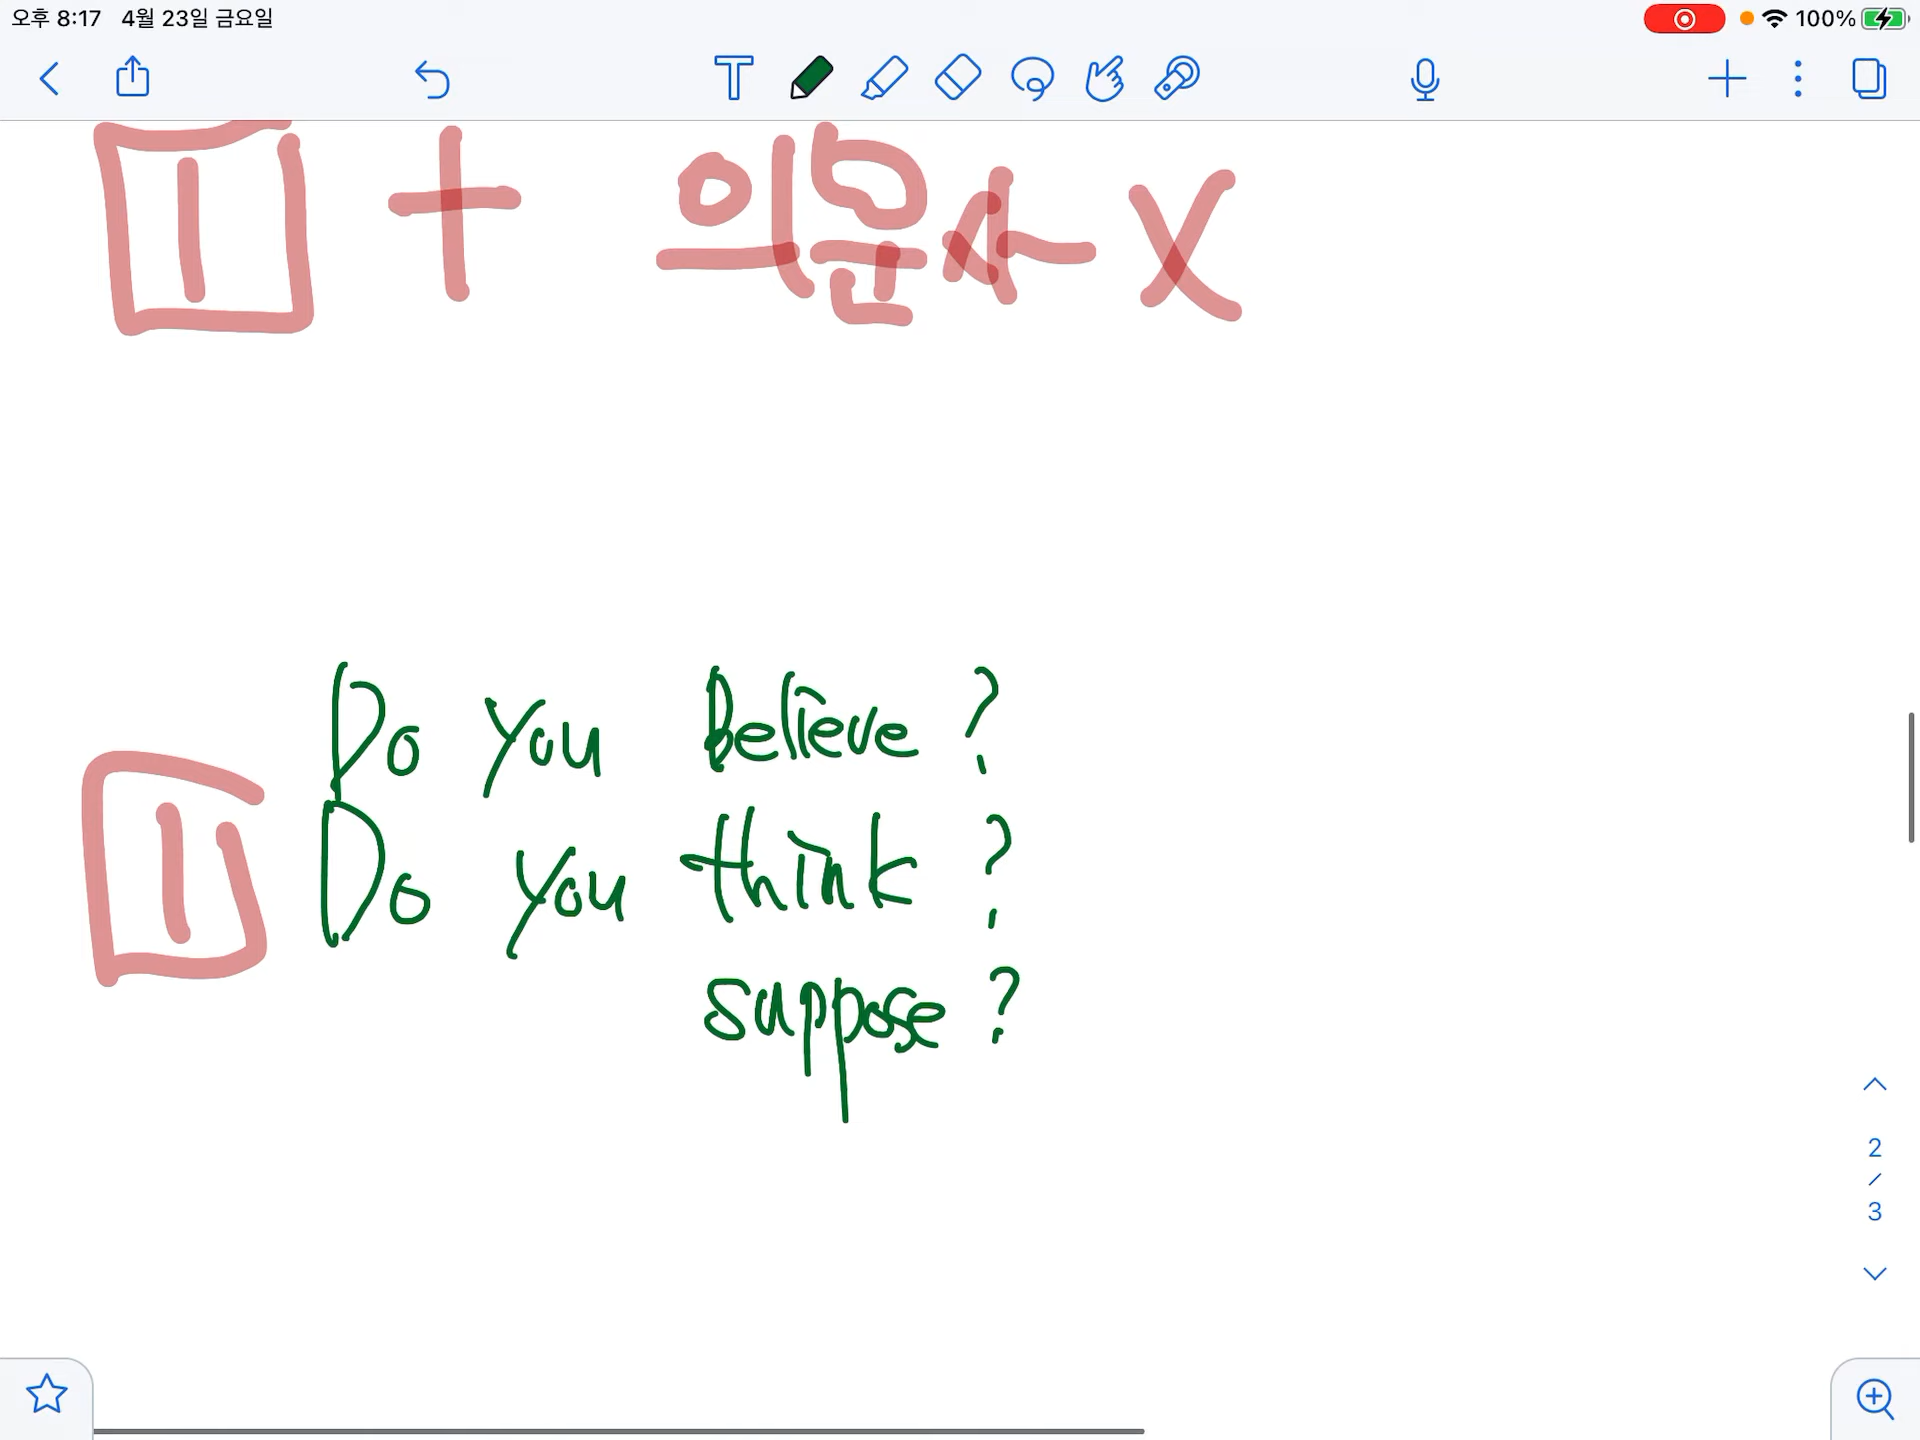 오후 8:17 4월 23일 금요일 100%
1 + 의문사 X
Do you Believe ?
1 Do you think ?
suppose ?
2
/
3